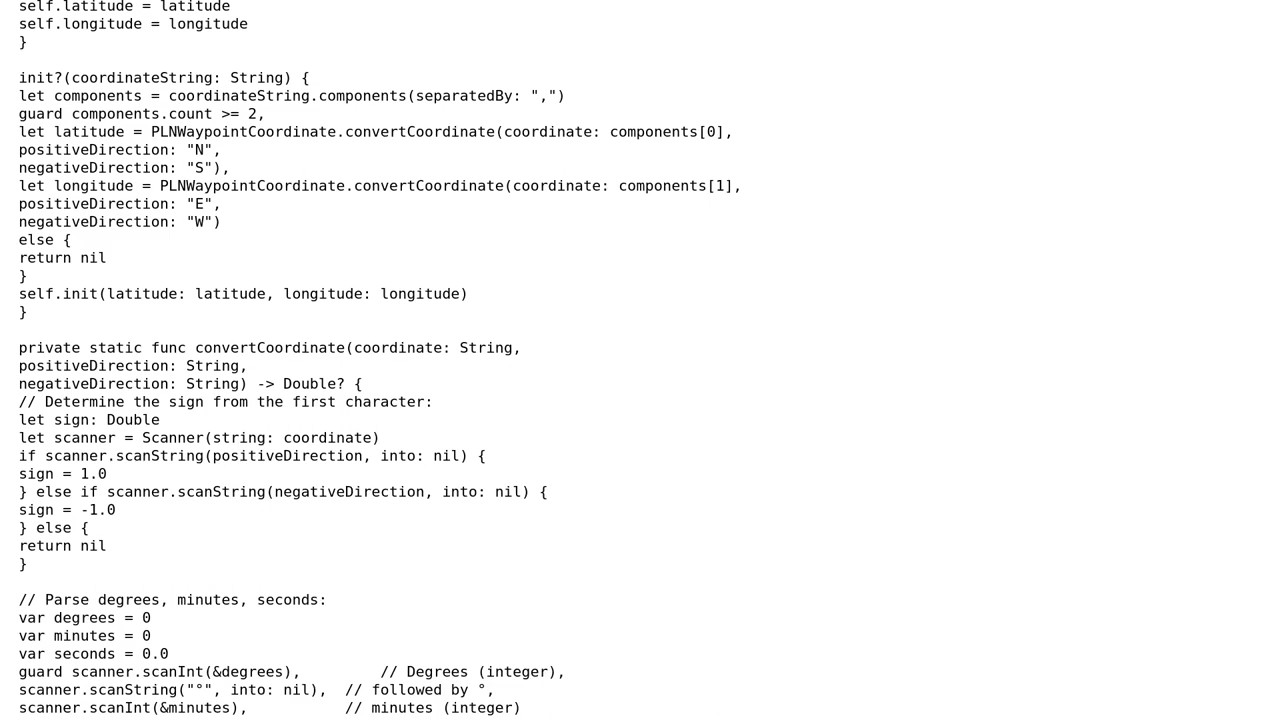 self.latitude = latitude
self.longitude = longitude
}

init?(coordinateString: String) {
let components = coordinateString.components(separatedBy: ",")
guard components.count >= 2,
let latitude = PLNWaypointCoordinate.convertCoordinate(coordinate: components[0],
positiveDirection: "N",
negativeDirection: "S"),
let longitude = PLNWaypointCoordinate.convertCoordinate(coordinate: components[1],
positiveDirection: "E",
negativeDirection: "W")
else {
return nil
}
self.init(latitude: latitude, longitude: longitude)
}

private static func convertCoordinate(coordinate: String,
positiveDirection: String,
negativeDirection: String) -> Double? {
// Determine the sign from the first character:
let sign: Double
let scanner = Scanner(string: coordinate)
if scanner.scanString(positiveDirection, into: nil) {
sign = 1.0
} else if scanner.scanString(negativeDirection, into: nil) {
sign = -1.0
} else {
return nil
}

// Parse degrees, minutes, seconds:
var degrees = 0
var minutes = 0
var seconds = 0.0
guard scanner.scanInt(&degrees),         // Degrees (integer),
scanner.scanString("°", into: nil),  // followed by °,
scanner.scanInt(&minutes),           // minutes (integer)